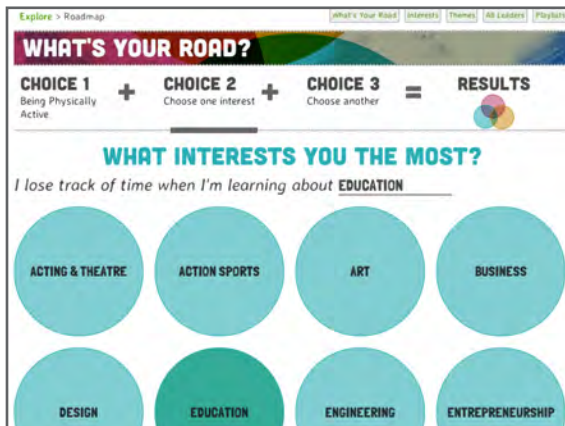 Explore > Roadmap
What's Your Road Interests Themes All Leaders Playlists
WHAT'S YOUR ROAD?
CHOICE 1 + CHOICE 2 + CHOICE 3 = RESULTS
Being Physically Choose one interest Choose another
Active
WHAT INTERESTS YOU THE MOST?
I lose track of time when I'm learning about EDUCATION
ACTING & THEATRE ACTION SPORTS ART BUSINESS
DESIGN EDUCATION ENGINEERING ENTREPRENEURSHIP